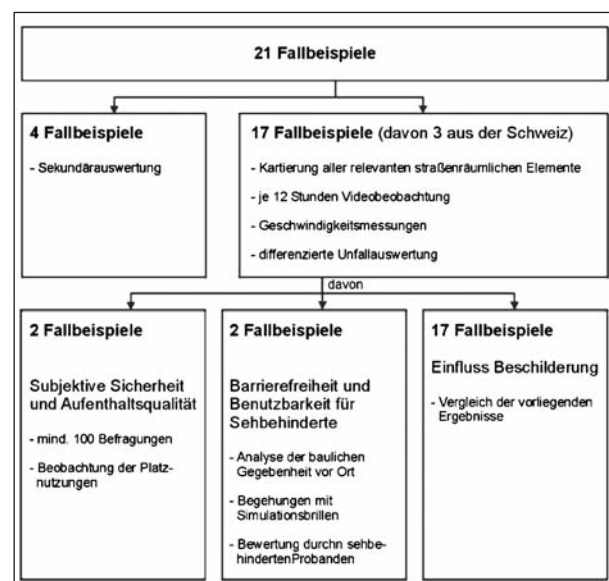 21 Fallbeispiele
4 Fallbeispiele
- Sekundärauswertung
17 Fallbeispiele (davon 3 aus der Schweiz)
- Kartierung aller relevanten straßenräumlichen Elemente
- je 12 Stunden Videobeobachtung
- Geschwindigkeitsmessungen
- differenzierte Unfallauswertung
davon
2 Fallbeispiele
Subjektive Sicherheit
und Aufenthaltsqualität
- mind. 100 Befragungen
- Beobachtung der Platz-
nutzungen
2 Fallbeispiele
Barrierefreiheit und
Benutzbarkeit für
Sehbehinderte
- Analyse der baulichen
Gegebenheit vor Ort
- Begehungen mit
Simulationsbrillen
- Bewertung durchn sehbe-
hindertenProbanden
17 Fallbeispiele
Einfluss Beschilderung
- Vergleich der vorliegenden
Ergebnisse